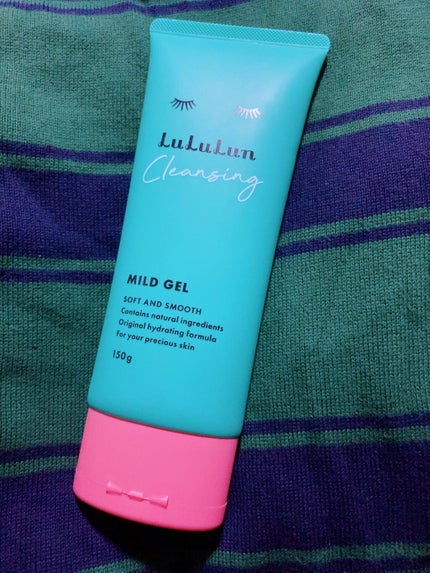 LuLuLun
Cleansing
MILD GEL
SOFT AND SMOOTH
Contains natural ingredients
Original hydrating formula
For your precious skin
150g